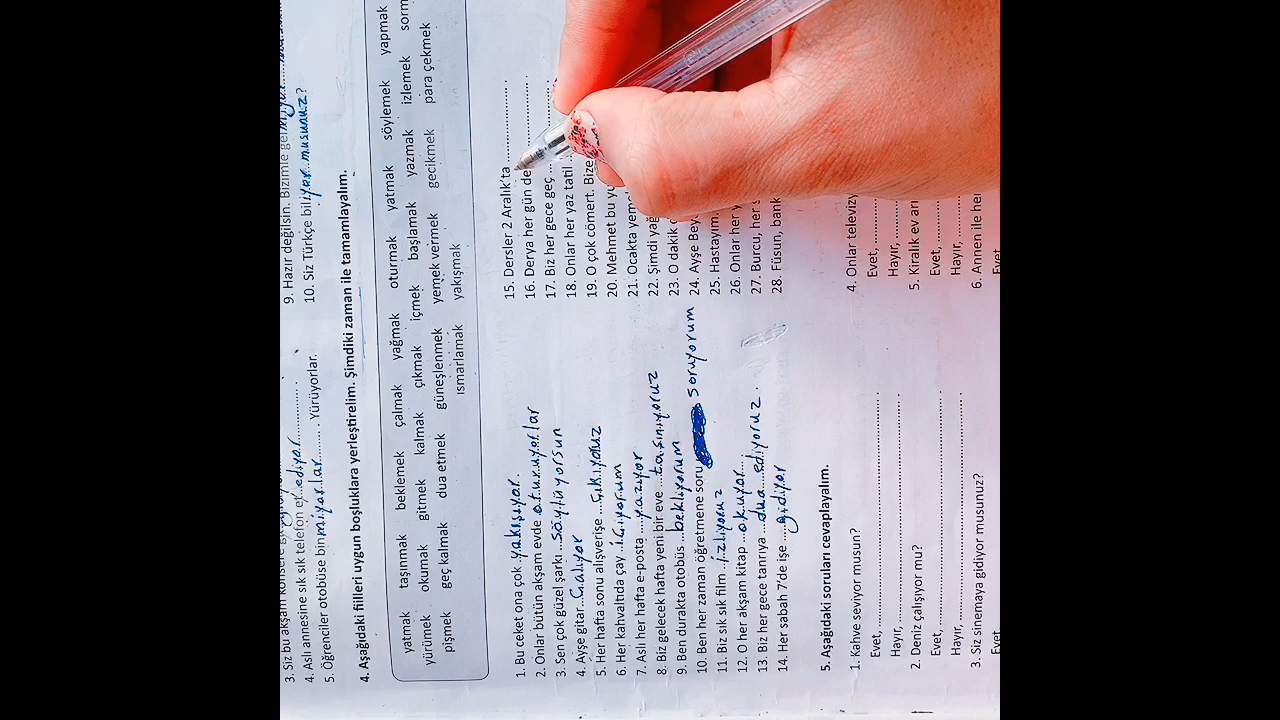 3. Siz bu akşam
4. Aslı annesine sık sık telefon et..ediyor..............
5. Öğrenciler otobüse binmiyorlar........ Yürüyorlar.
9. Hazır değilsin. Bizimle gelmiyor
10. Siz Türkçe biliyor..musunuz?
4. Aşağıdaki fiilleri uygun boşluklara yerleştirelim. Şimdiki zaman ile tamamlayalım.
yatmak taşınmak beklemek çalmak yağmak oturmak yatmak söylemek yapmak
yürümek okumak gitmek kalmak çıkmak içmek başlamak yazmak izlemek sorm
pişmek geç kalmak dua etmek güneşlenmek yemek vermek gecikmek para çekmek
ısmarlamak yakışmak
1. Bu ceket ona çok yakışıyor..
2. Onlar bütün akşam evde oturuyorlar
3. Sen çok güzel şarkı ...söylüyorsun
4. Ayşe gitar..çalıyor
5. Her hafta sonu alışverişe ...çıkıyoruz
6. Her kahvaltıda çay ..içiyorum
7. Aslı her hafta e-posta ...yazıyor
8. Biz gelecek hafta yeni bir eve ...taşınıyoruz
9. Ben durakta otobüs ...bekliyorum
10. Ben her zaman öğretmene soru soruyorum
11. Biz sık sık film ..izliyoruz
12. O her akşam kitap ...okuyor...
13. Biz her gece tanrıya ...dua...ediyoruz.
14. Her sabah 7'de işe ....gidiyor
15. Dersler 2 Aralık'ta ....................
16. Derya her gün de
17. Biz her gece geç ...
18. Onlar her yaz tatil
19. O çok cömert. Bize
20. Mehmet bu yu
21. Ocakta yeme
22. Şimdi yağ
23. O dakik
24. Ayşe Bey
25. Hastayım.
26. Onlar her y
27. Burcu, her s
28. Füsun, bank
5. Aşağıdaki soruları cevaplayalım.
1. Kahve seviyor musun?
Evet, ............................................
Hayır, ............................................
2. Deniz çalışıyor mu?
Evet, ............................................
Hayır, ............................................
3. Siz sinemaya gidiyor musunuz?
4. Onlar televizy
Evet, ............
Hayır, ............
5. Kiralık ev arı
Evet, ............
Hayır, ............
6. Annen ile her